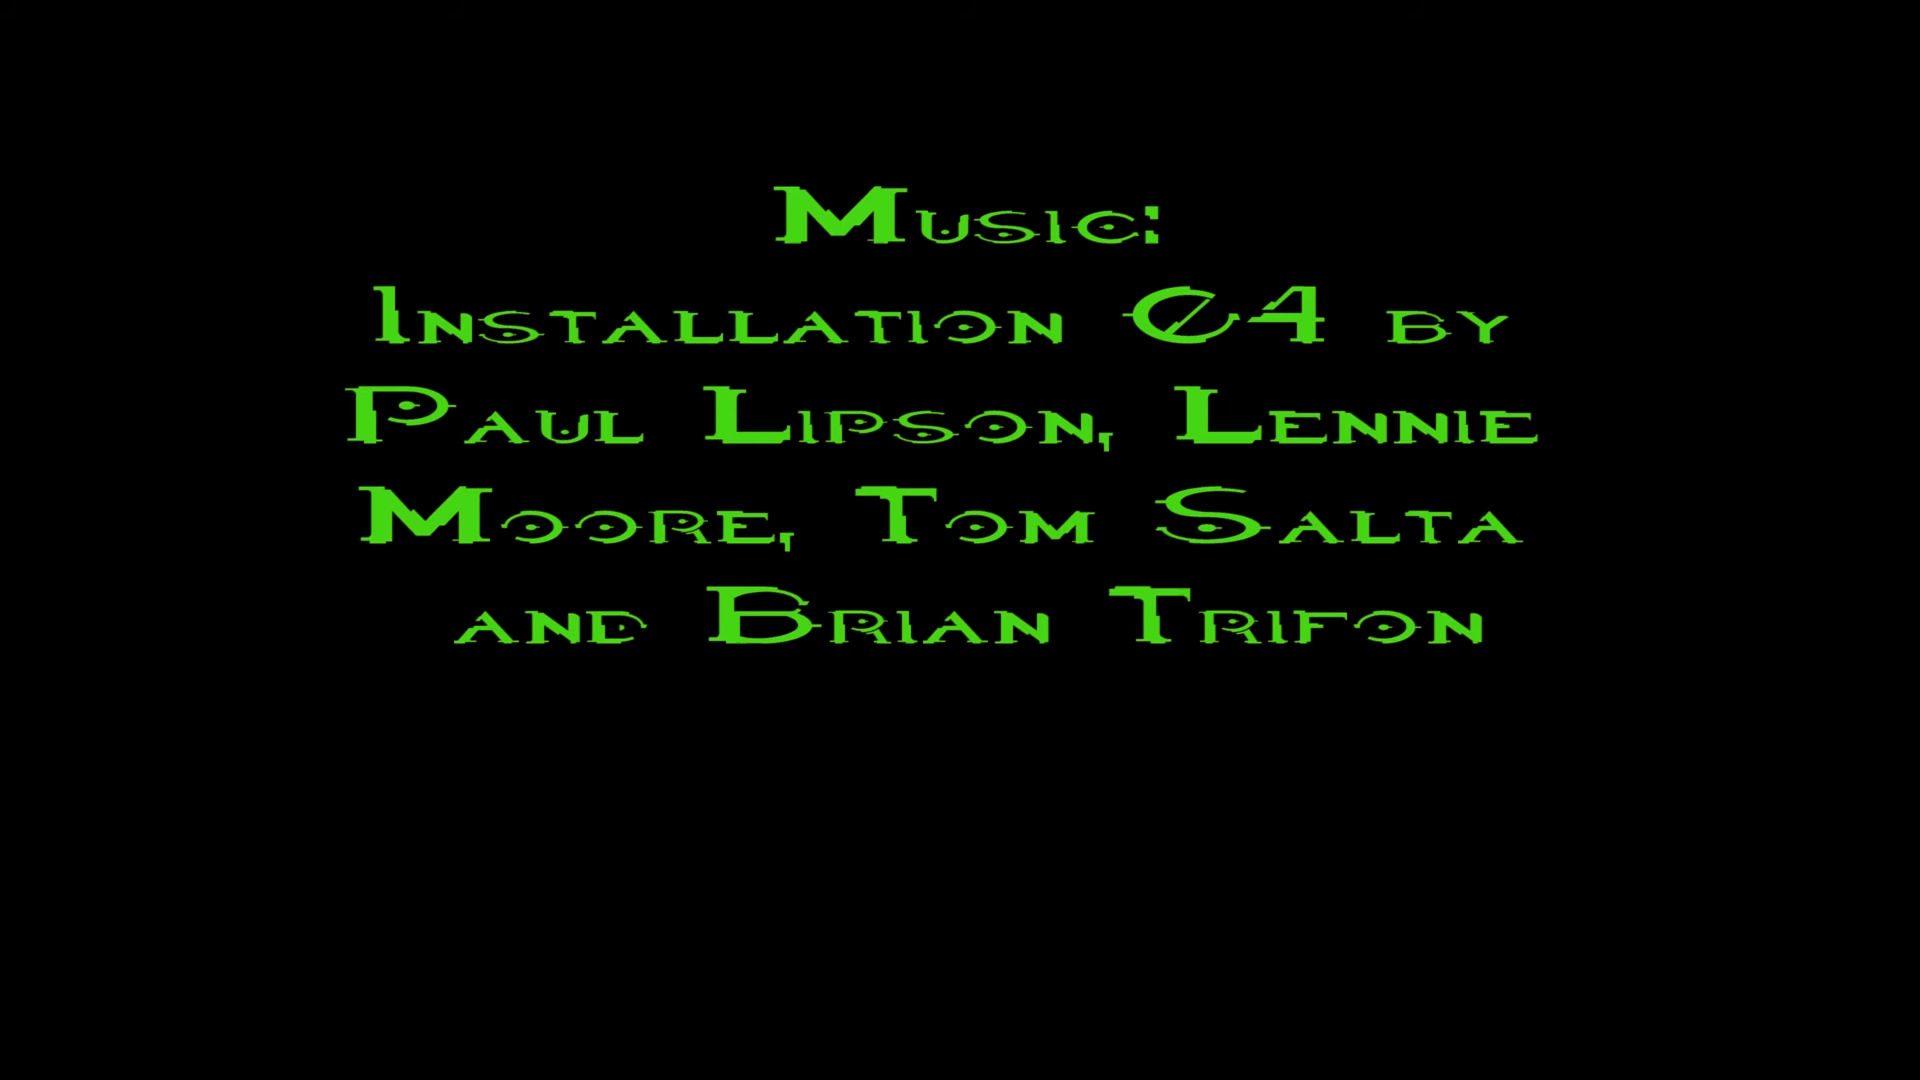 Music:
Installation 04 by
Paul Lipson, Lennie
Moore, Tom Salta
and Brian Trifon